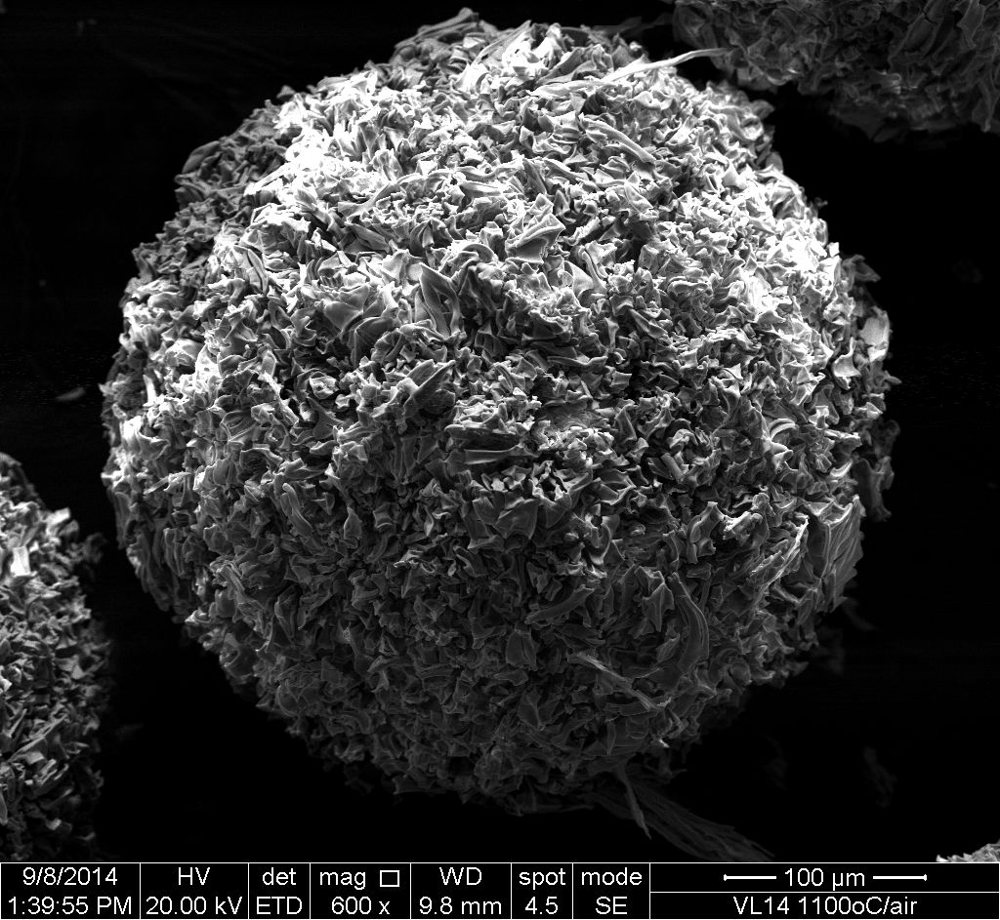 9/8/2014 HV det mag □ WD spot mode 100 µm
1:39:55 PM 20.00 kV ETD 600 x 9.8 mm 4.5 SE VL14 1100oC/air